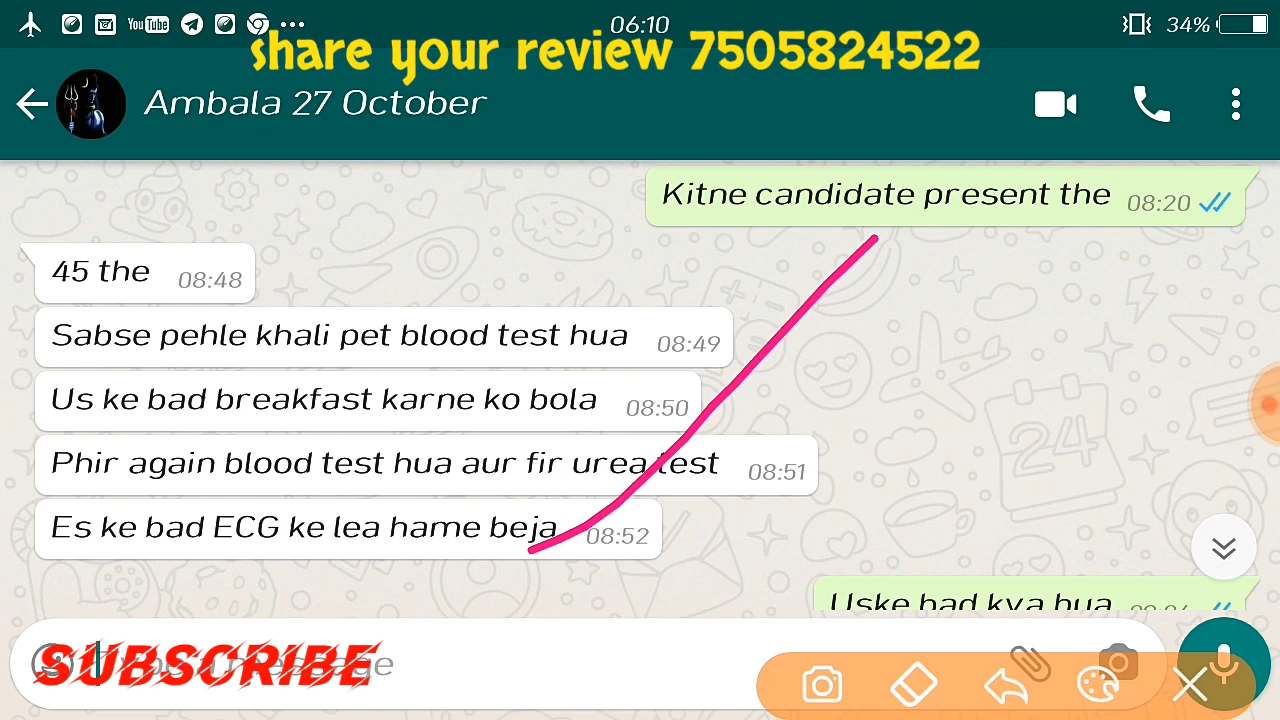 06:10
34%
share your review 7505824522
Ambala 27 October
Kitne candidate present the 08:20
45 the 08:48
Sabse pehle khali pet blood test hua 08:49
Us ke bad breakfast karne ko bola 08:50
Phir again blood test hua aur fir urea test 08:51
Es ke bad ECG ke lea hame beja 08:52
Uske bad kya hua
SUBSCRIBE
message